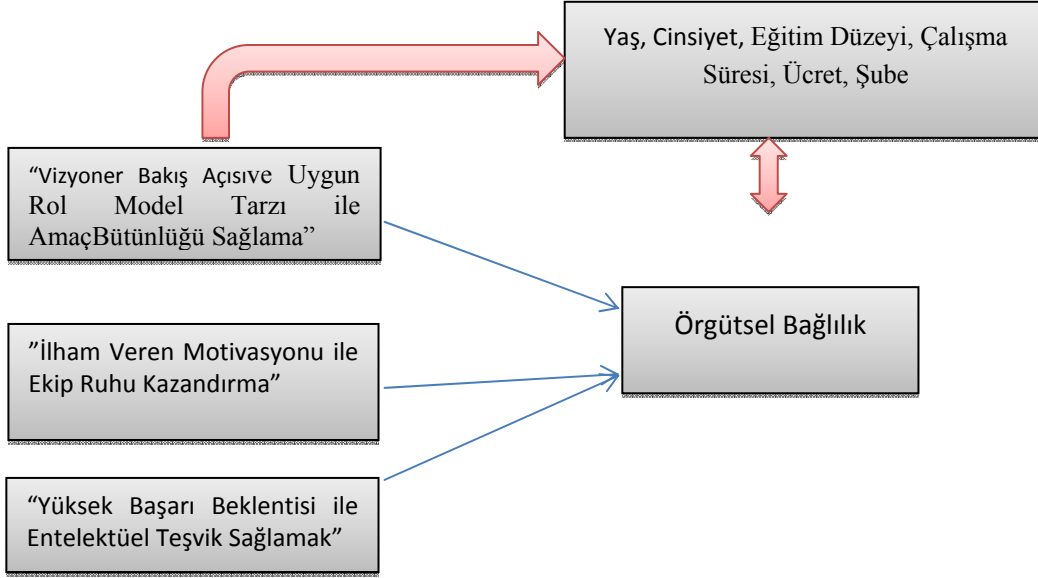 Yaş, Cinsiyet, Eğitim Düzeyi, Çalışma
Süresi, Ücret, Şube
“Vizyoner Bakış Açısıve Uygun
Rol Model Tarzı ile
AmaçBütünlüğü Sağlama”
Örgütsel Bağlılık
”İlham Veren Motivasyonu ile
Ekip Ruhu Kazandırma”
“Yüksek Başarı Beklentisi ile
Entelektüel Teşvik Sağlamak”